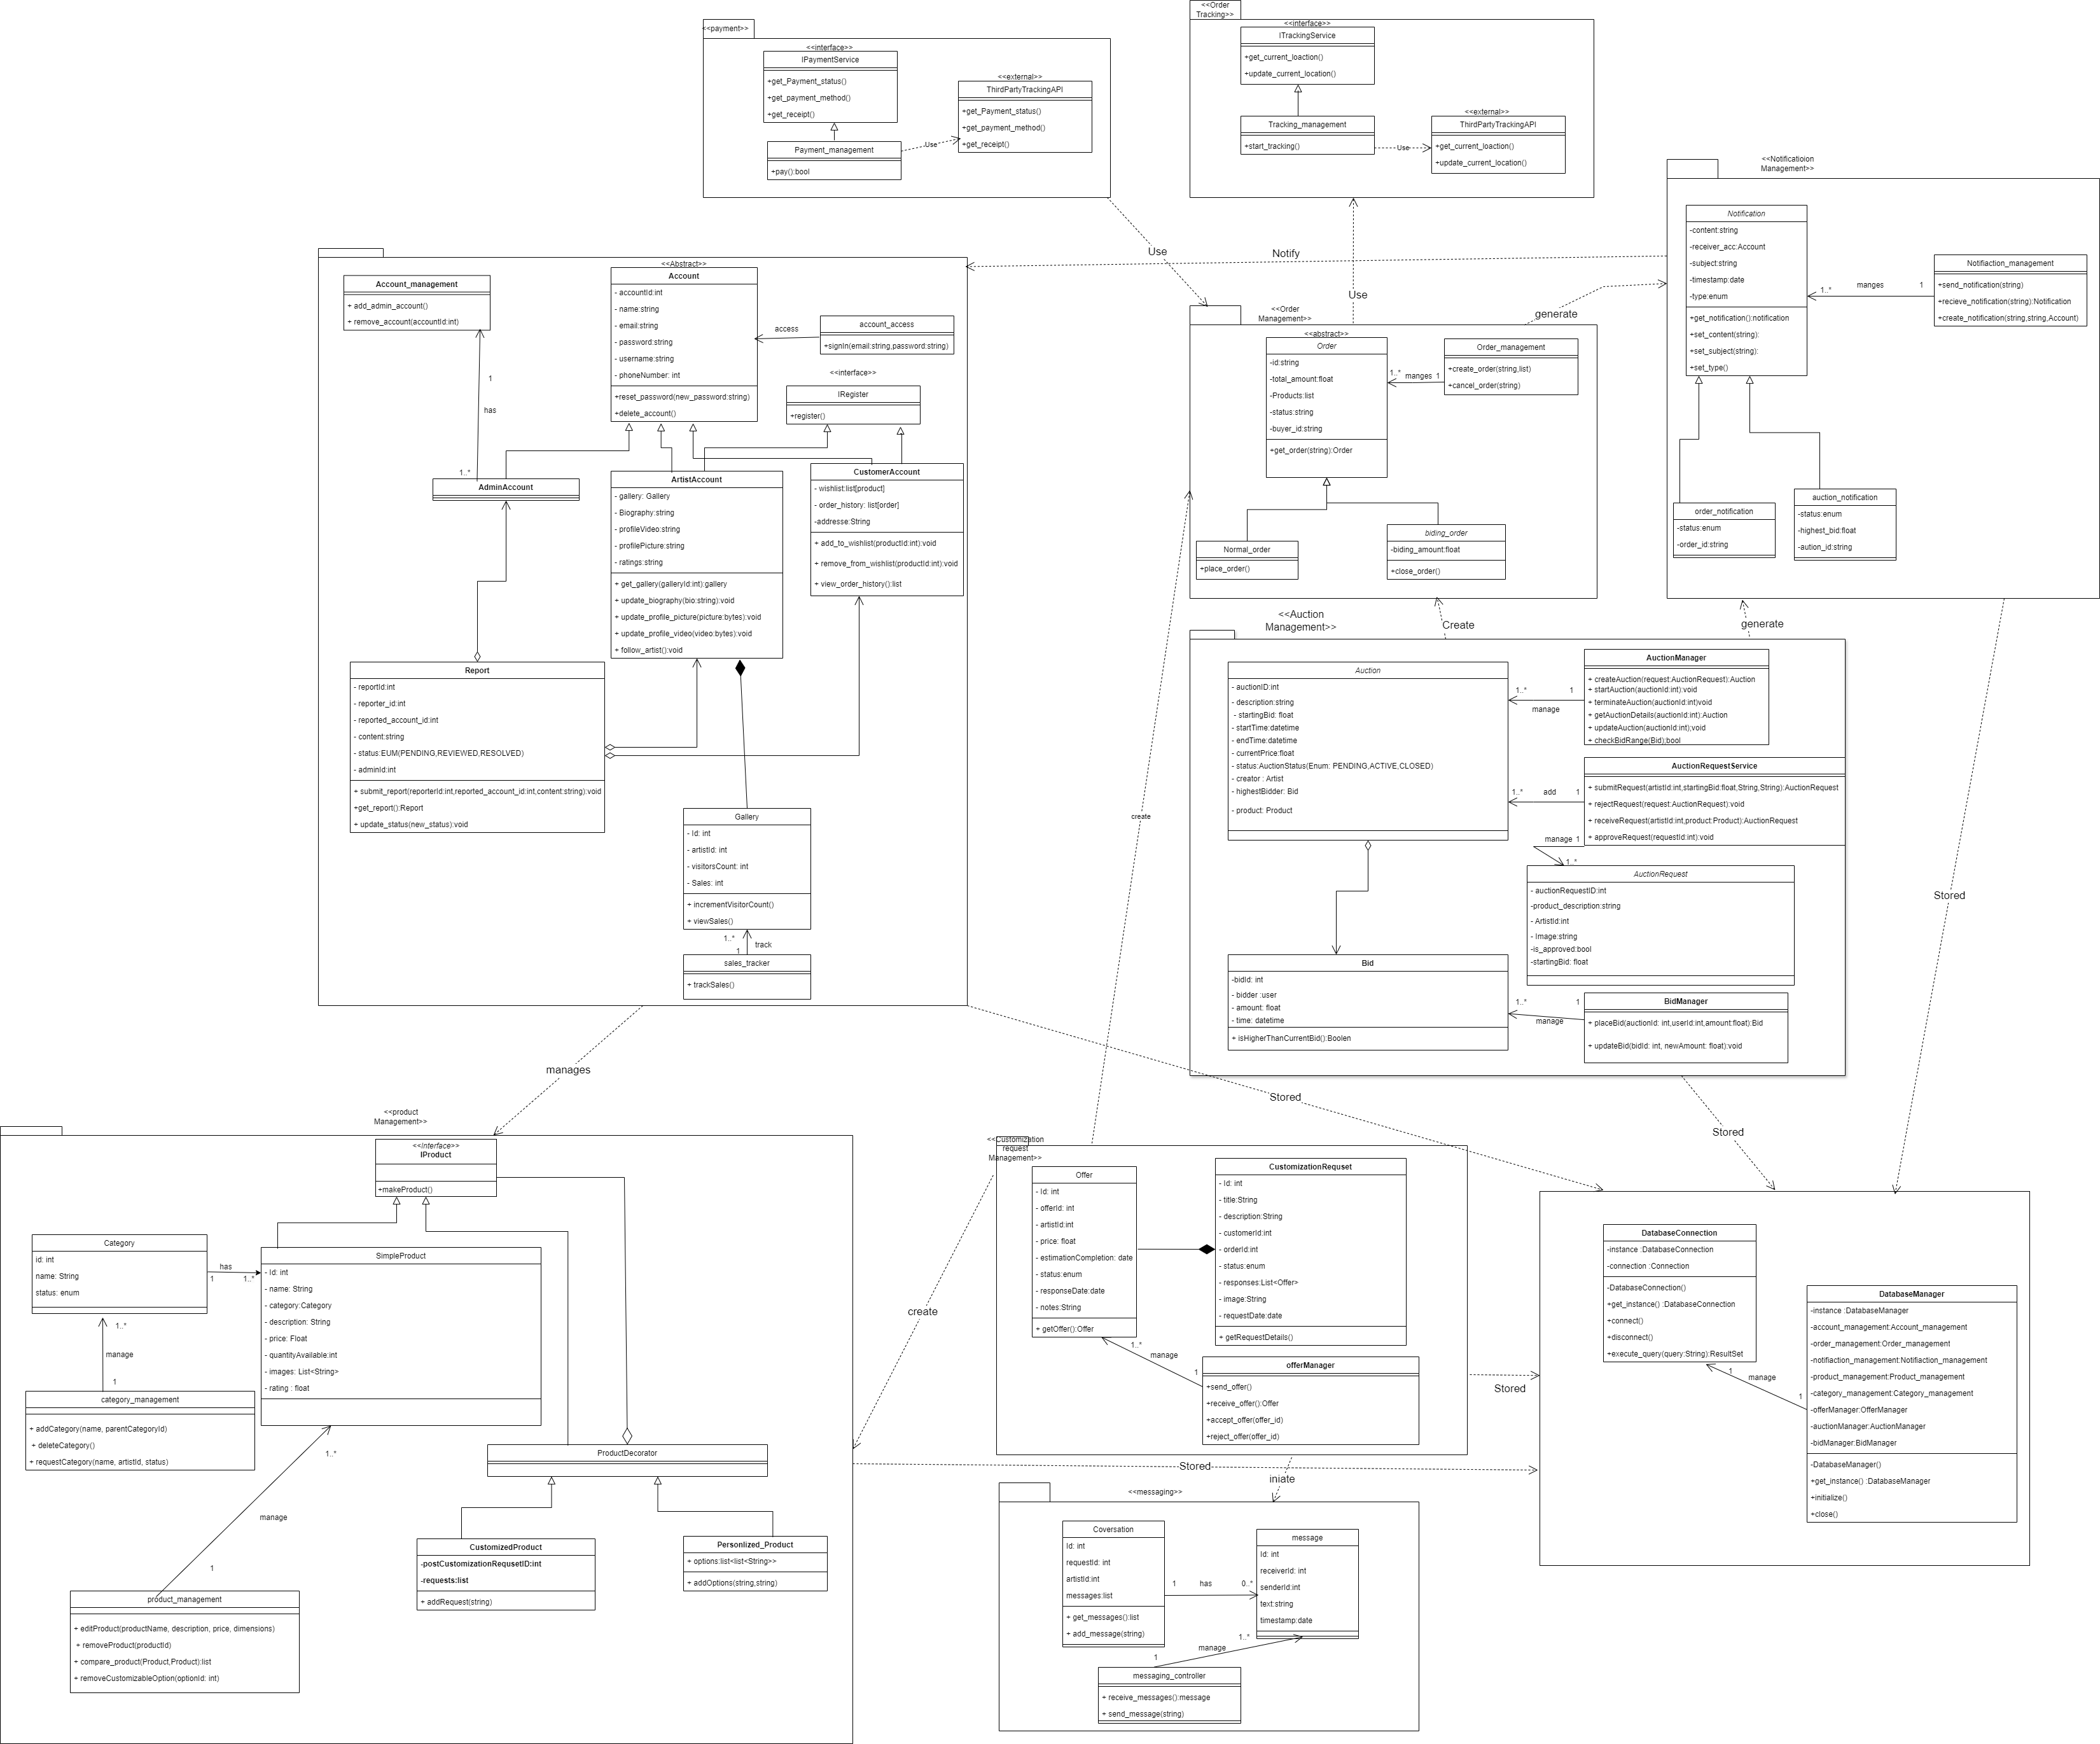 <<payment>>
<<interface>>
IPaymentService
+get_Payment_status()
+get_payment_method()
+get_receipt()
Payment_management
+pay():bool
Use
<<external>>
ThirdPartyTrackingAPI
+get_Payment_status()
+get_payment_method()
+get_receipt()
<<Order
Tracking>>
<<interface>>
ITrackingService
+get_current_loaction()
+update_current_location()
Tracking_management
+start_tracking()
Use
<<external>>
ThirdPartyTrackingAPI
+get_current_loaction()
+update_current_location()
<<Notificatioion
Management>>
Notification
-content:string
-receiver_acc:Account
-subject:string
-timestamp:date
-type:enum
+get_notification():notification
+set_content(string):
+set_subject(string):
+set_type()
1..*
manges
1
Notifiaction_management
+send_notification(string)
+recieve_notification(string):Notification
+create_notification(string,string,Account)
order_notification
-status:enum
-order_id:string
auction_notification
-status:enum
-highest_bid:float
-aution_id:string
Use
Notify
Use
generate
<<Abstract>>
Account_management
+ add_admin_account()
+ remove_account(accountId:int)
Account
- accountId:int
- name:string
- email:string
- password:string
- username:string
- phoneNumber: int
+reset_password(new_password:string)
+delete_account()
access
account_access
+signIn(email:string,password:string)
<<interface>>
IRegister
+register()
1
has
1..*
AdminAccount
ArtistAccount
- gallery: Gallery
- Biography:string
- profileVideo:string
- profilePicture:string
- ratings:string
+ get_gallery(galleryId:int):gallery
+ update_biography(bio:string):void
+ update_profile_picture(picture:bytes):void
+ update_profile_video(video:bytes):void
+ follow_artist():void
CustomerAccount
- wishlist:list[product]
- order_history: list[order]
-addresse:String
+ add_to_wishlist(productId:int):void
+ remove_from_wishlist(productId:int):void
+ view_order_history():list
Report
- reportId:int
- reporter_id:int
- reported_account_id:int
- content:string
- status:EUM(PENDING,REVIEWED,RESOLVED)
- adminId:int
+ submit_report(reporterId:int,reported_account_id:int,content:string):void
+get_report():Report
+ update_status(new_status):void
Gallery
- Id: int
- artistId: int
- visitorsCount: int
- Sales: int
+ incrementVisitorCount()
+ viewSales()
1..*
1
track
sales_tracker
+ trackSales()
<<Order
Management>>
<<abstract>>
Order
-id:string
-total_amount:float
-Products:list
-status:string
-buyer_id:string
+get_order(string):Order
1..*
manges
1
Order_management
+create_order(string,list)
+cancel_order(string)
Normal_order
+place_order()
biding_order
-biding_amount:float
+close_order()
Create
generate
<<Auction
Management>>
Auction
- auctionID:int
- description:string
- startingBid: float
- startTime:datetime
- endTime:datetime
- currentPrice:float
- status:AuctionStatus(Enum: PENDING,ACTIVE,CLOSED)
- creator : Artist
- highestBidder: Bid
- product: Product
1..*
1
manage
AuctionManager
+ createAuction(request:AuctionRequest):Auction
+ startAuction(auctionId:int):void
+ terminateAuction(auctionId:int)void
+ getAuctionDetails(auctionId:int):Auction
+ updateAuction(auctionId:int);void
+ checkBidRange(Bid);bool
1..*
add
1
AuctionRequestService
+ submitRequest(artistId:int,startingBid:float,String,String):AuctionRequest
+ rejectRequest(request:AuctionRequest):void
+ receiveRequest(artistId:int,product:Product):AuctionRequest
+ approveRequest(requestId:int):void
manage
1
1..*
AuctionRequest
- auctionRequestID:int
-product_description:string
- ArtistId:int
- Image:string
-is_approved:bool
-startingBid: float
Bid
-bidId: int
- bidder :user
- amount: float
- time: datetime
+ isHigherThanCurrentBid():Boolen
1..*
1
manage
BidManager
+ placeBid(auctionId: int,userId:int,amount:float):Bid
+ updateBid(bidId: int, newAmount: float):void
create
Stored
manages
Stored
Stored
<<product
Management>>
<<interface>>
IProduct
+makeProduct()
Category
id: int
name: String
status: enum
has
1
1..*
SimpleProduct
- Id: int
- name: String
- category:Category
- description: String
- price: Float
- quantityAvailable:int
- images: List<String>
- rating : float
1..*
manage
1
category_management
+ addCategory(name, parentCategoryId)
+ deleteCategory()
+ requestCategory(name, artistId, status)
1..*
manage
1
product_management
+ editProduct(productName, description, price, dimensions)
+ removeProduct(productId)
+ compare_product(Product,Product):list
+ removeCustomizableOption(optionId: int)
ProductDecorator
CustomizedProduct
-postCustomizationRequsetID:int
-requests:list
+ addRequest(string)
Personlized_Product
+ options:list<list<String>>
+ addOptions(string,string)
create
<<Customization
request
Management>>
Offer
- Id: int
- offerId: int
- artistId:int
- price: float
- estimationCompletion: date
- status:enum
- responseDate:date
- notes:String
+ getOffer():Offer
CustomizationRequset
- Id: int
- title:String
- description:String
- customerId:int
- orderId:int
- status:enum
- responses:List<Offer>
- image:String
- requestDate:date
+ getRequestDetails()
1..*
manage
1
offerManager
+send_offer()
+receive_offer():Offer
+accept_offer(offer_id)
+reject_offer(offer_id)
Stored
Stored
iniate
<<messaging>>
Coversation
Id: int
requestId: int
artistId:int
messages:list
+ get_messages():list
+ add_message(string)
1
has
0..*
message
Id: int
receiverId: int
senderId:int
text:string
timestamp:date
1..*
manage
1
messaging_controller
+ receive_messages():message
+ send_message(string)
DatabaseConnection
-instance :DatabaseConnection
-connection :Connection
-DatabaseConnection()
+get_instance() :DatabaseConnection
+connect()
+disconnect()
+execute_query(query:String):ResultSet
1
manage
1
DatabaseManager
-instance :DatabaseManager
-account_management:Account_management
-order_management:Order_management
-notifiaction_management:Notifiaction_management
-product_management:Product_management
-category_management:Category_management
-offerManager:OfferManager
-auctionManager:AuctionManager
-bidManager:BidManager
-DatabaseManager()
+get_instance() :DatabaseManager
+initialize()
+close()